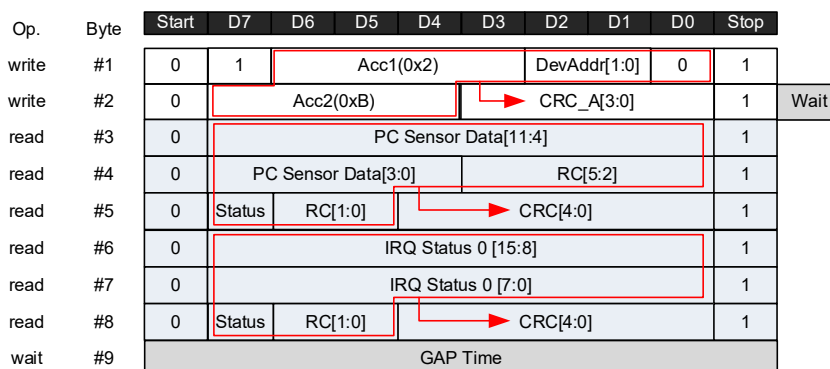 Op. Byte Start D7 D6 D5 D4 D3 D2 D1 D0 Stop
write #1 0 1 Acc1(0x2) DevAddr[1:0] 0 1
write #2 0 Acc2(0xB) CRC_A[3:0] 1 Wait
read #3 0 PC Sensor Data[11:4] 1
read #4 0 PC Sensor Data[3:0] RC[5:2] 1
read #5 0 Status RC[1:0] CRC[4:0] 1
read #6 0 IRQ Status 0 [15:8] 1
read #7 0 IRQ Status 0 [7:0] 1
read #8 0 Status RC[1:0] CRC[4:0] 1
wait #9 GAP Time